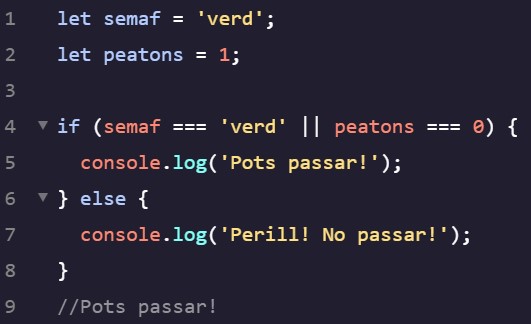 1 let semaf = 'verd';
2 let peatons = 1;
3
4 if (semaf === 'verd' || peatons === 0) {
5   console.log('Pots passar!');
6 } else {
7   console.log('Perill! No passar!');
8 }
9 //Pots passar!